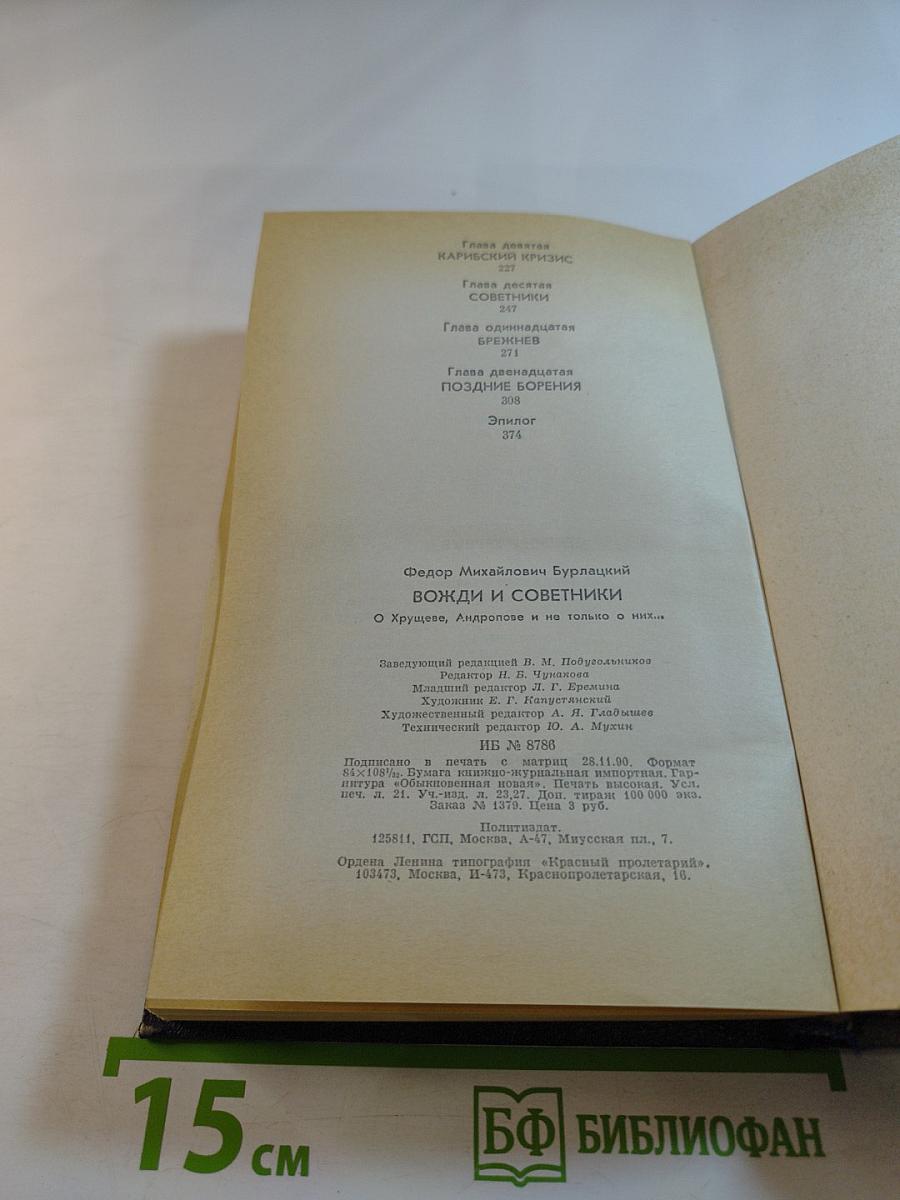 Глава девятая
КАРИБСКИЙ КРИЗИС
227
Глава десятая
СОВЕТНИКИ
247
Глава одиннадцатая
БРЕЖНЕВ
271
Глава двенадцатая
ПОЗДНИЕ БОРЕНИЯ
308
Эпилог
374
Федор Михайлович Бурлацкий
ВОЖДИ И СОВЕТНИКИ
О Хрущеве, Андропове и не только о них...
Заведующий редакцией В. М. Подугольников
Редактор Н. Б. Чунакова
Младший редактор Л. Г. Еремина
Художник Е. Г. Капустянский
Художественный редактор А. Я. Гладышев
Технический редактор Ю. А. Мухин
ИБ № 8786
Подписано в печать с матриц 28.11.90. Формат
84×108¹/₃₂. Бумага книжно-журнальная импортная. Гар-
нитура «Обыкновенная новая». Печать высокая. Усл.
печ. л. 21. Уч.-изд. л. 23,27. Доп. тираж 100 000 экз.
Заказ № 1379. Цена 3 руб.
Политиздат.
125811, ГСП, Москва, А-47, Миусская пл., 7.
Ордена Ленина типография «Красный пролетарий».
103473, Москва, И-473, Краснопролетарская, 16.
15 см
БФ БИБЛИОФАН